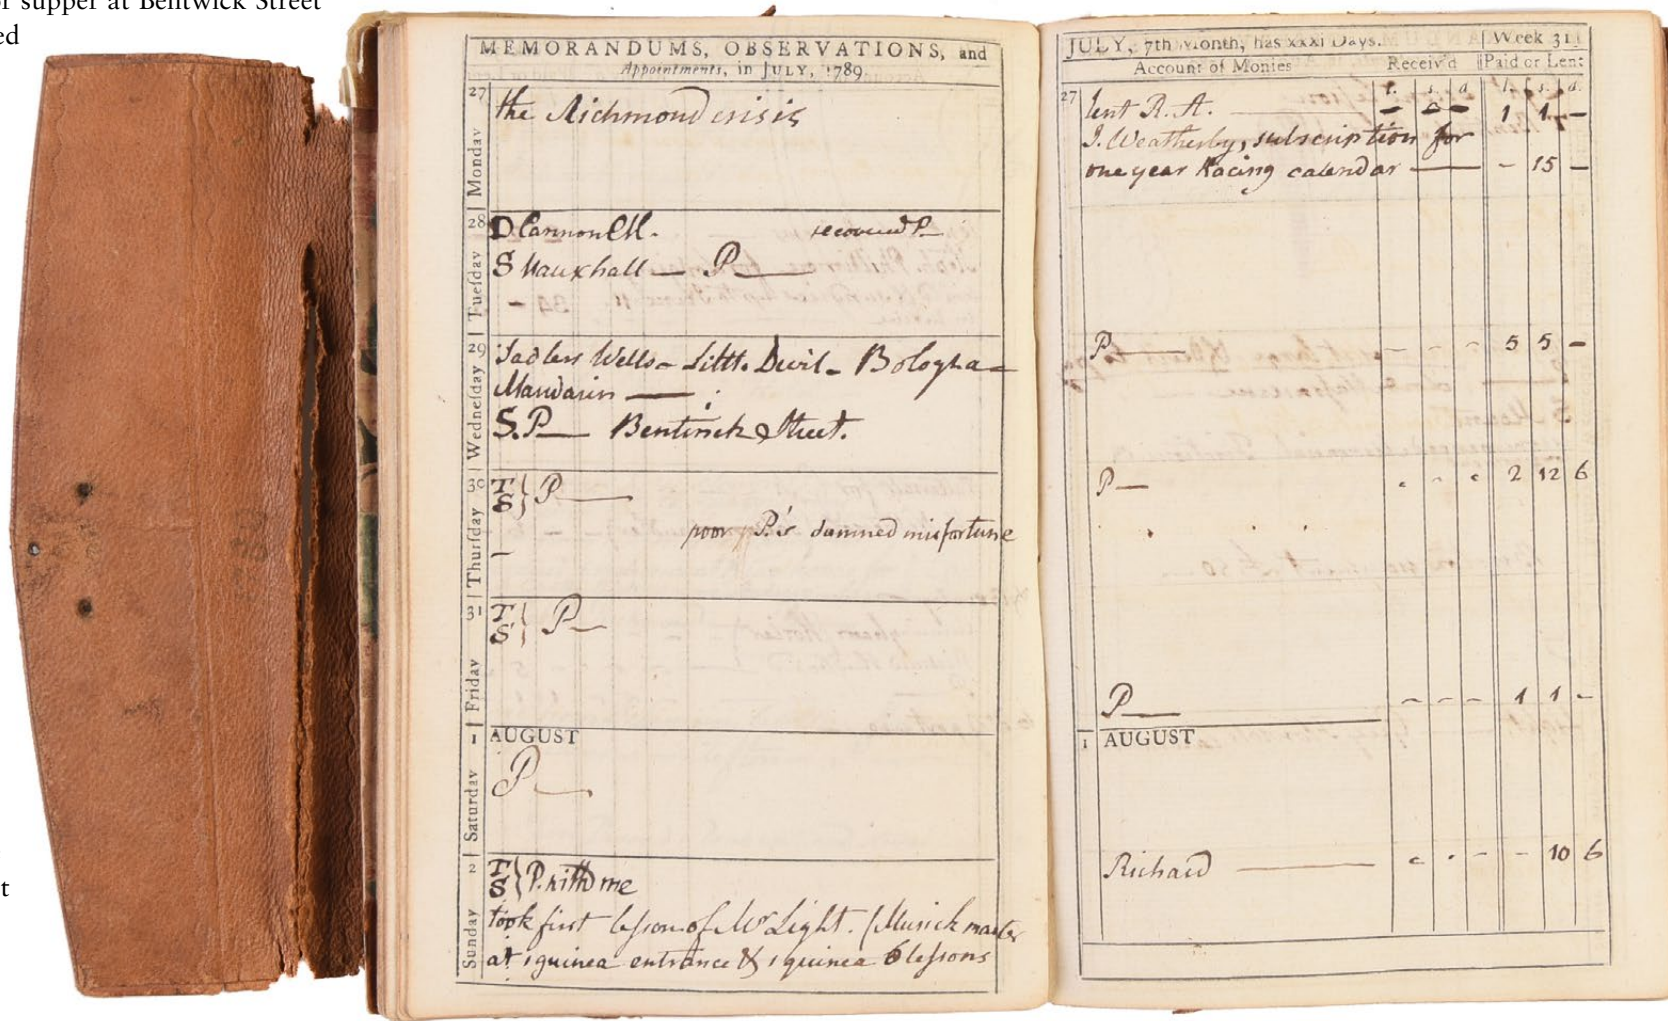 r supper at Bentwick Street
ed
t
MEMORANDUMS, OBSERVATIONS, and
Appointments, in JULY, 1789
27
Monday
the Richmond crisis
28
Tueſday
D Cannon Cſſ.
recovered P—
S Vauxhall — P—
29
Wedneſday
Sadlers Wells — Little Devil — Bologna —
Mandarin —
S. P— Bentinck Street.
30
Thurſday
T
S } P—
poor P.'s damned misfortune
—
31
Friday
T
S } P—
1 AUGUST
Saturday
P—
2
Sunday
T
S { P. with me
took first leſson of Mr Light. (Musick master
at 1 guinea entrance & 1 guinea 6 leſsons
JULY, 7th Month, has xxxi Days. Week 31
Account of Monies Receiv'd Paid or Lent
l. s. d. l. s. d.
27 lent R. A. — - - - 1 1 -
J. Weatherby, subscription for
one year Racing calendar — - 15 -
P— - - - 5 5 -
P— - - - 2 12 6
P— - - - 1 1 -
1 AUGUST
Richard — - - - - 10 6